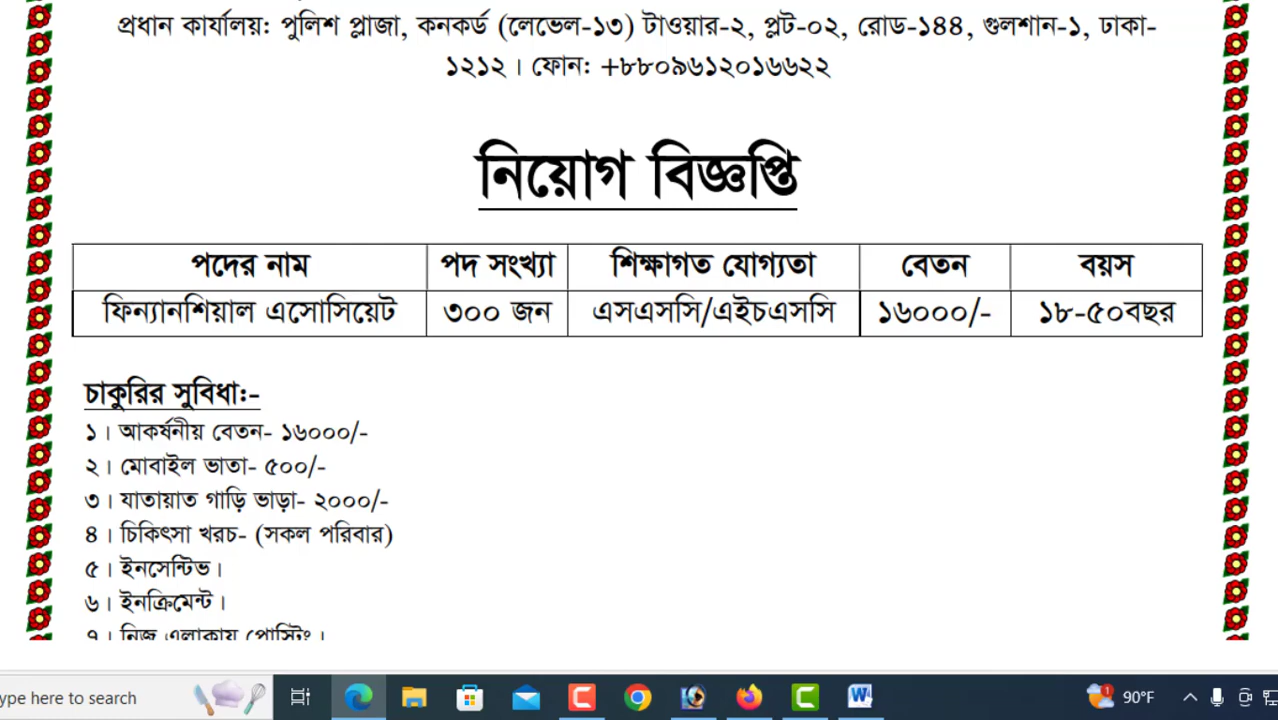 প্রধান কার্যালয়: পুলিশ প্লাজা, কনকর্ড (লেভেল-১৩) টাওয়ার-২, প্লট-০২, রোড-১৪৪, গুলশান-১, ঢাকা-
১২১২। ফোন: +৮৮০৯৬১২০১৬৬২২
নিয়োগ বিজ্ঞপ্তি
পদের নাম পদ সংখ্যা শিক্ষাগত যোগ্যতা বেতন বয়স
ফিন্যানশিয়াল এসোসিয়েট ৩০০ জন এসএসসি/এইচএসসি ১৬০০০/- ১৮-৫০বছর
চাকুরির সুবিধা:-
১। আকর্ষনীয় বেতন- ১৬০০০/-
২। মোবাইল ভাতা- ৫০০/-
৩। যাতায়াত গাড়ি ভাড়া- ২০০০/-
৪। চিকিৎসা খরচ- (সকল পরিবার)
৫। ইনসেন্টিভ।
৬। ইনক্রিমেন্ট।
৭। নিজ এলাকায় পোস্টিং।
ype here to search
90°F